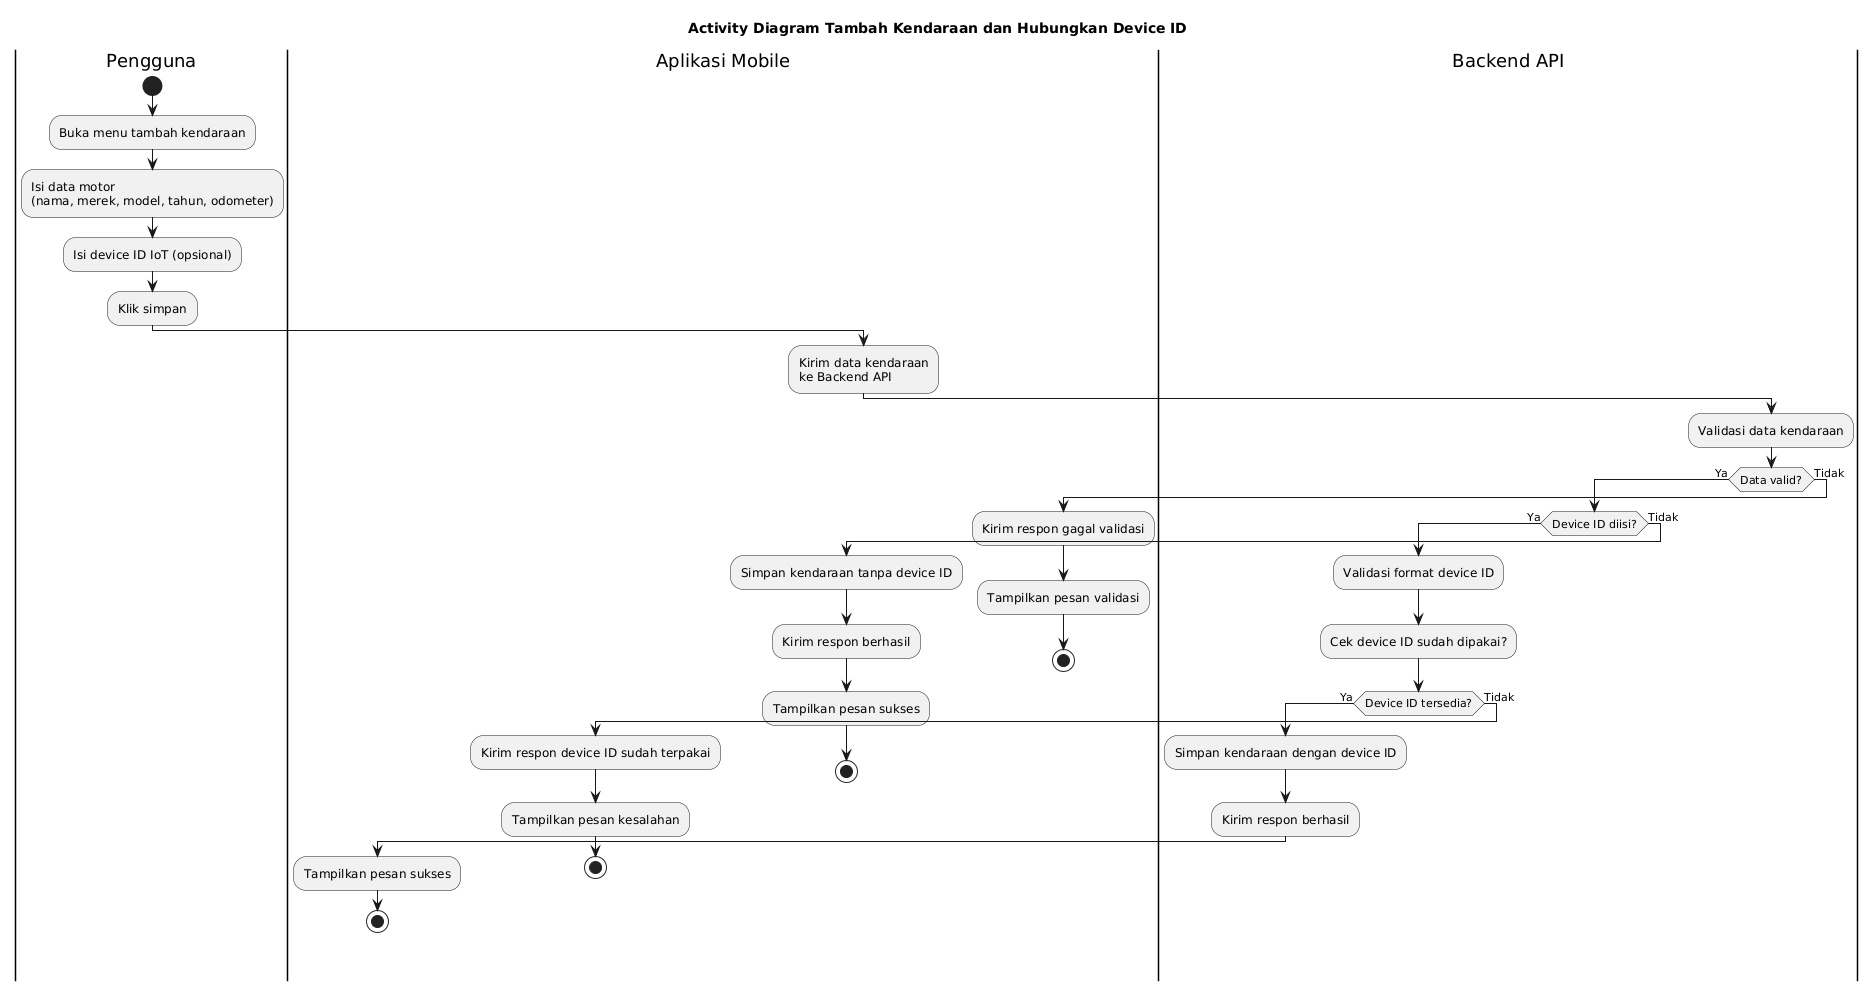 Activity Diagram Tambah Kendaraan dan Hubungkan Device ID
Pengguna
Aplikasi Mobile
Backend API
Buka menu tambah kendaraan
Isi data motor
(nama, merek, model, tahun, odometer)
Isi device ID IoT (opsional)
Klik simpan
Kirim data kendaraan
ke Backend API
Validasi data kendaraan
Ya
Data valid?
Tidak
Kirim respon gagal validasi
Ya
Device ID diisi?
Tidak
Simpan kendaraan tanpa device ID
Tampilkan pesan validasi
Validasi format device ID
Kirim respon berhasil
Cek device ID sudah dipakai?
Tampilkan pesan sukses
Ya
Device ID tersedia?
Tidak
Kirim respon device ID sudah terpakai
Simpan kendaraan dengan device ID
Tampilkan pesan kesalahan
Kirim respon berhasil
Tampilkan pesan sukses